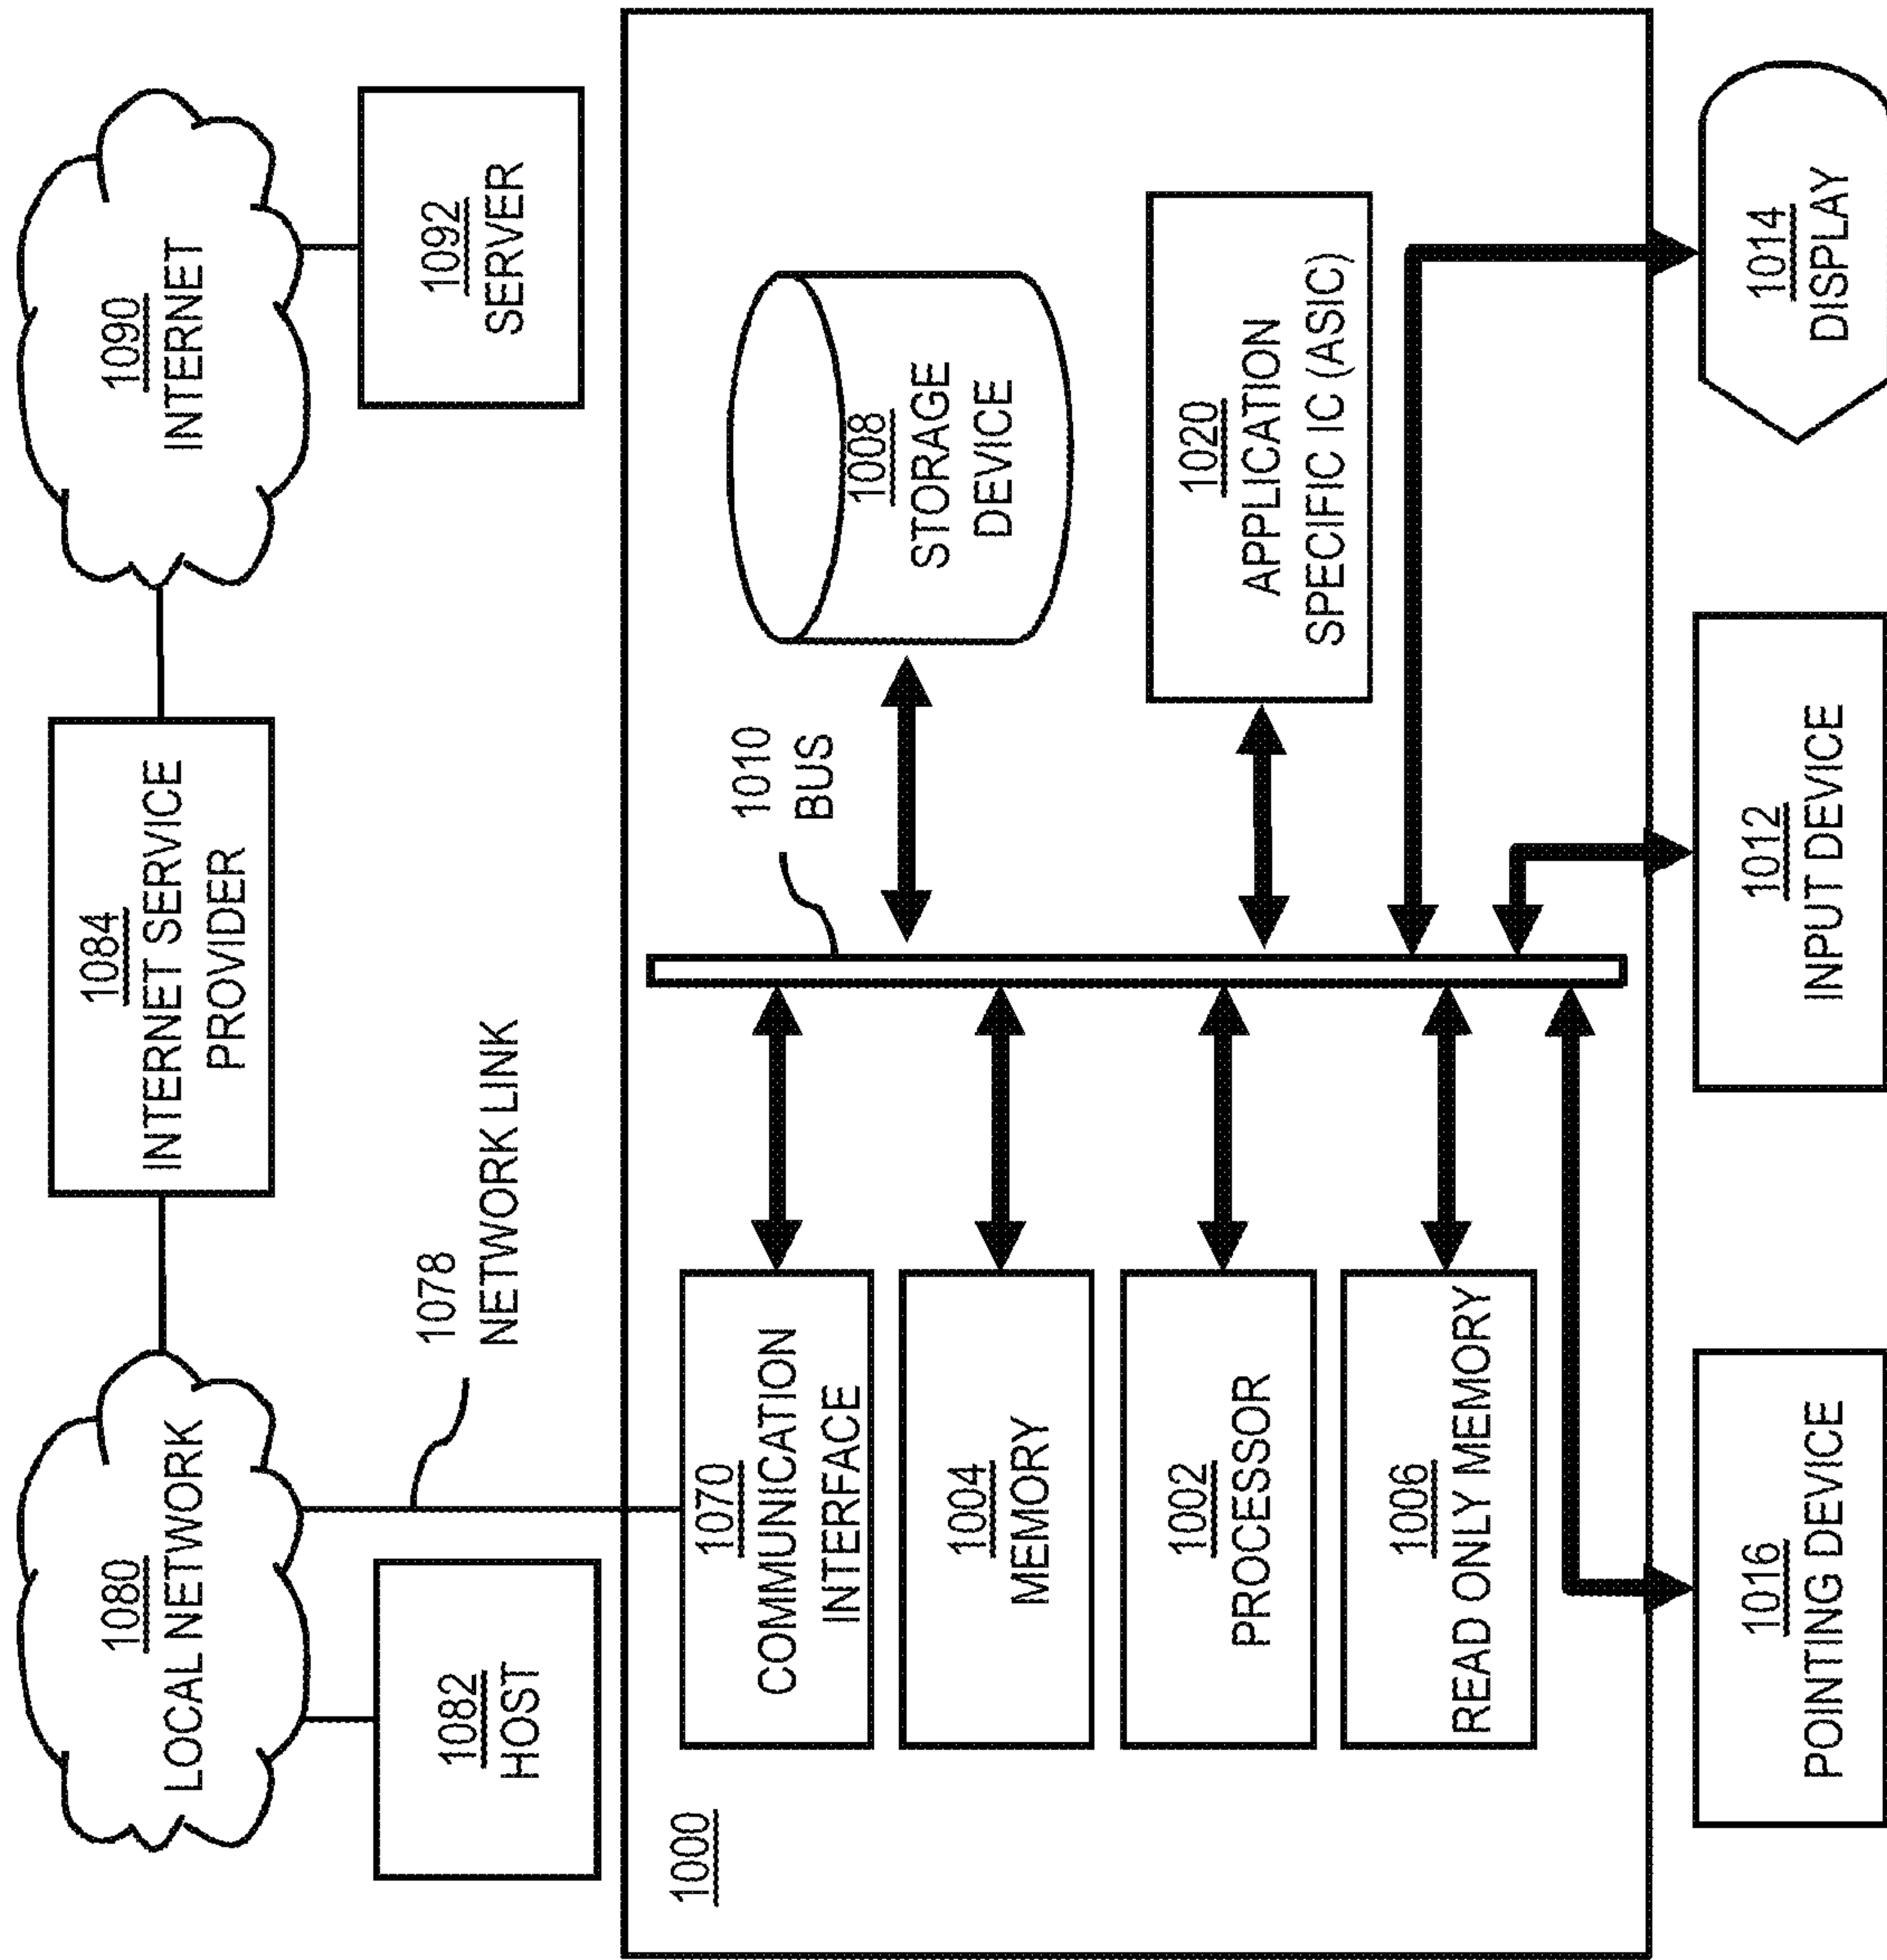 1080
LOCAL NETWORK
1084
INTERNET SERVICE
PROVIDER
1090
INTERNET
1082
HOST
1078
NETWORK LINK
1092
SERVER
1000
1070
COMMUNICATION
INTERFACE
1010
BUS
1008
STORAGE
DEVICE
1004
MEMORY
1002
PROCESSOR
1020
APPLICATION
SPECIFIC IC (ASIC)
1006
READ ONLY MEMORY
1016
POINTING DEVICE
1012
INPUT DEVICE
1014
DISPLAY